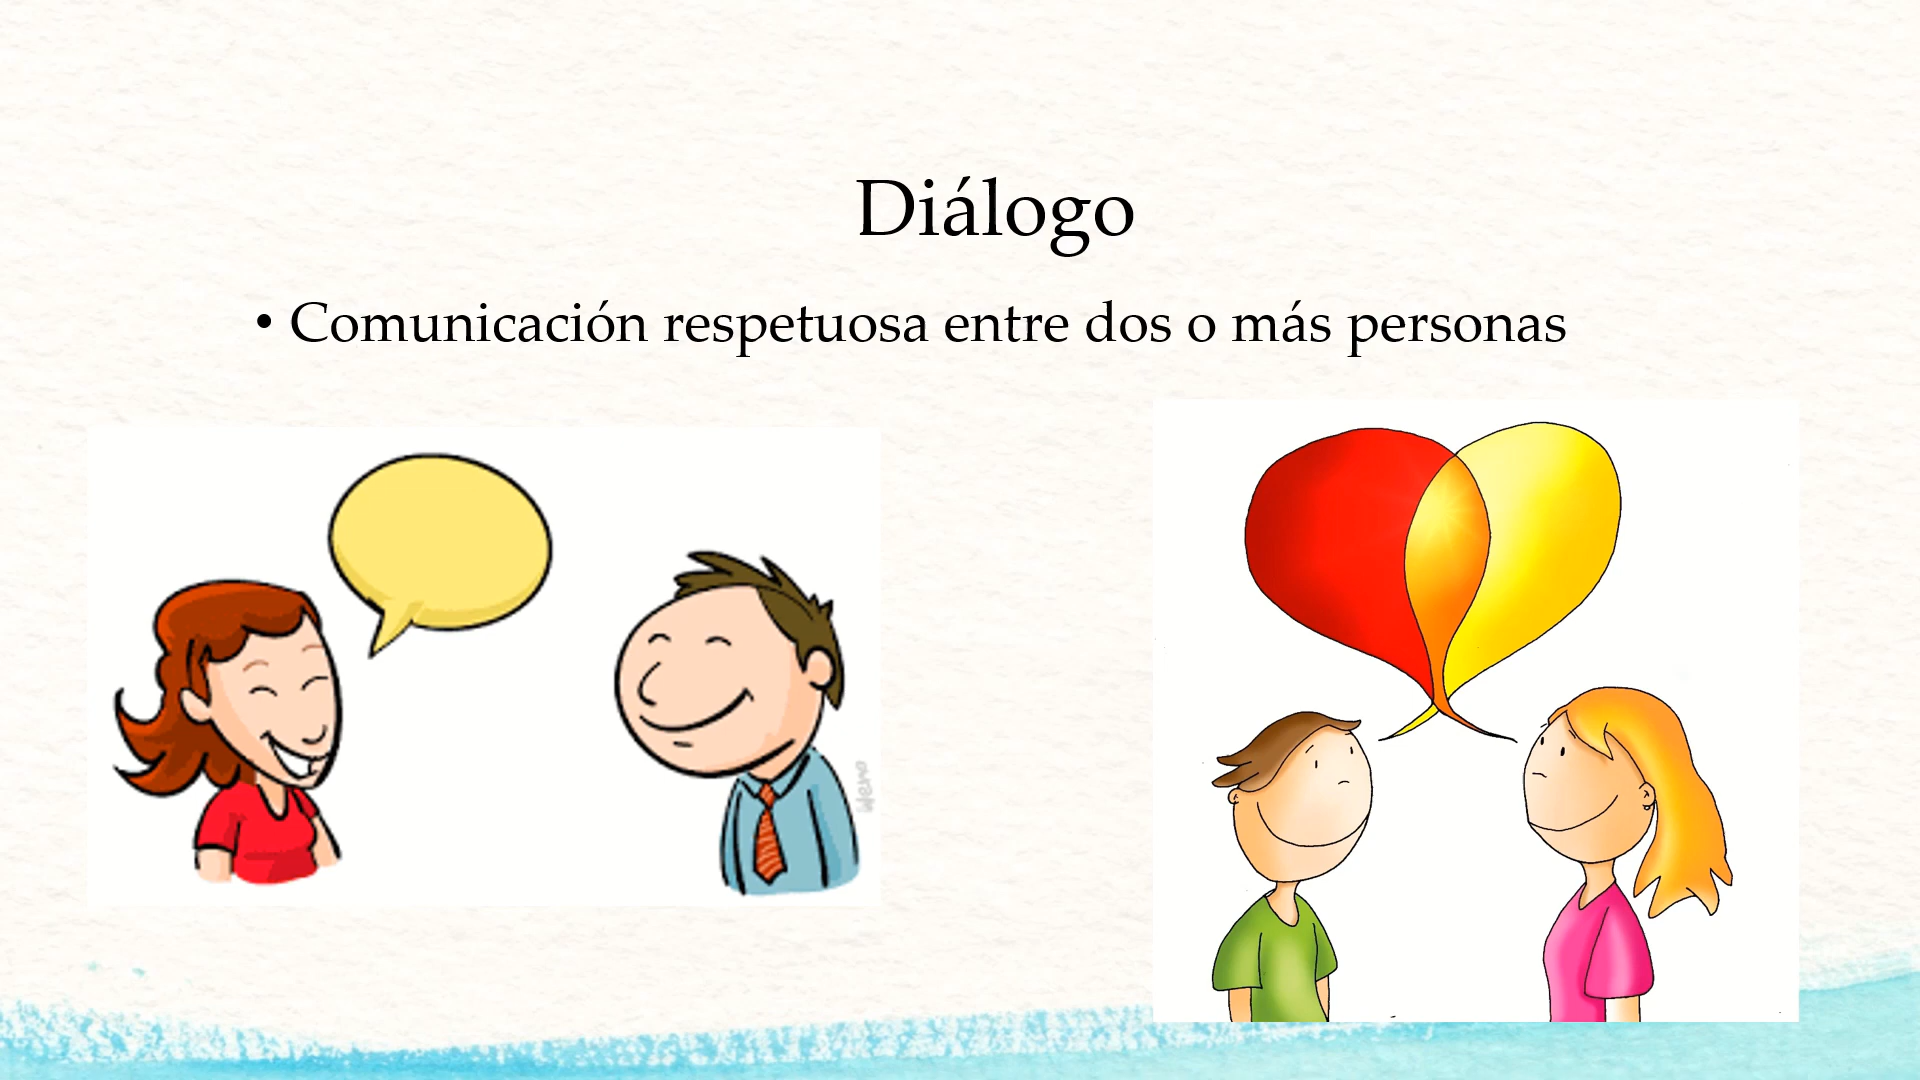 Diálogo
• Comunicación respetuosa entre dos o más personas